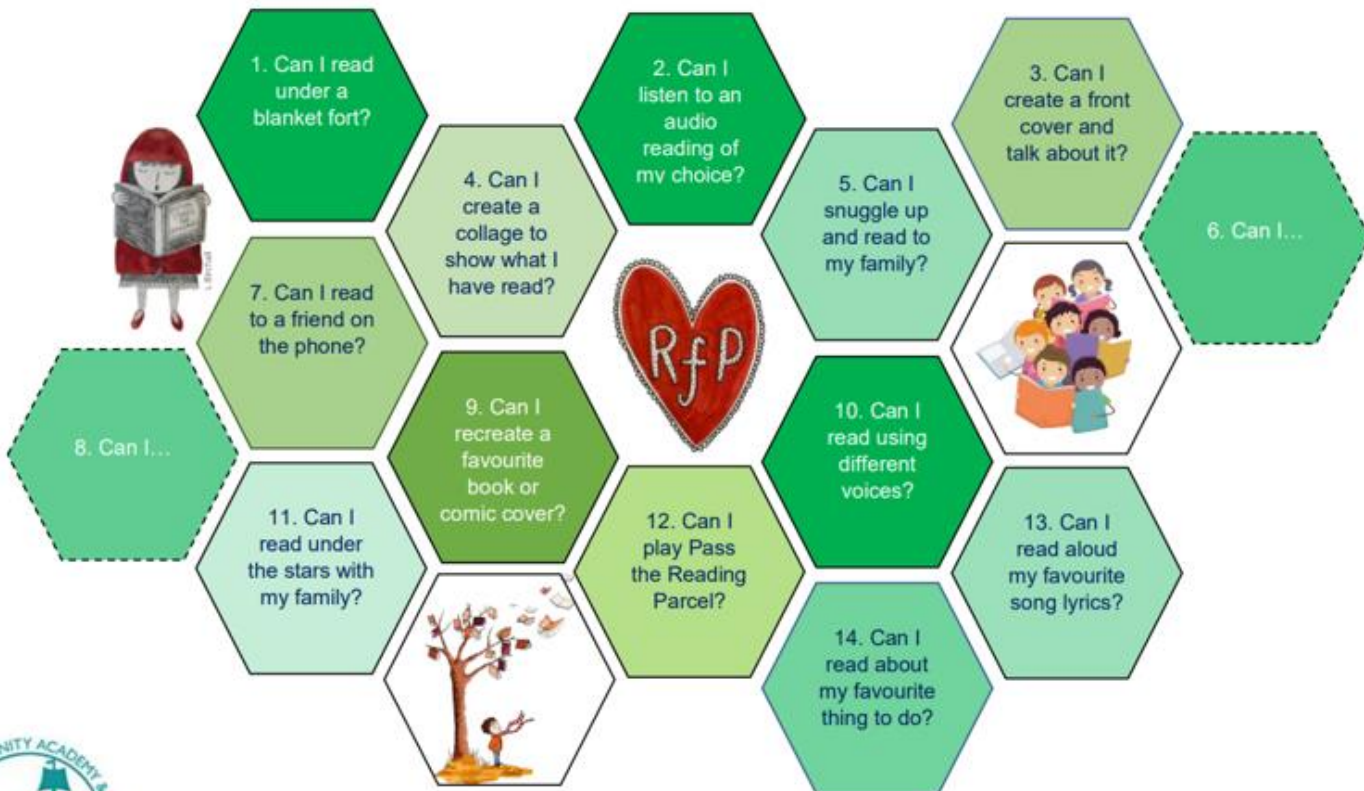 1. Can I
read
under a
blanket fort?
2. Can I
listen to an
audio
reading of
my choice?
3. Can I
create a front
cover and
talk about it?
4. Can I
create a
collage to
show what I
have read?
5. Can I
snuggle up
and read to
my family?
6. Can I...
7. Can I read
to a friend on
the phone?
RfP
8. Can I...
9. Can I
recreate a
favourite
book or
comic cover?
10. Can I
read using
different
voices?
11. Can I
read under
the stars with
my family?
12. Can I
play Pass
the Reading
Parcel?
13. Can I
read aloud
my favourite
song lyrics?
14. Can I
read about
my favourite
thing to do?
ACADEMY &